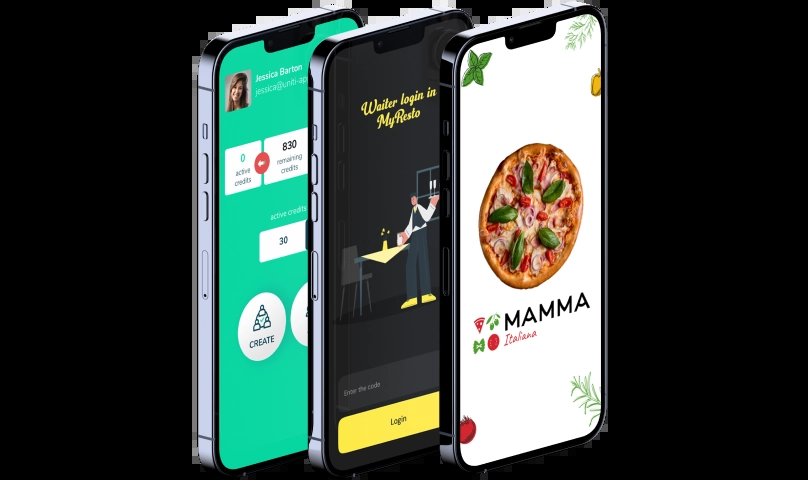 Jessica Barton
jessica@uniti-ap
0
active
credits
830
remaining
credits
active credits
30
CREATE
Waiter login in
MyResto
Enter the code
Login
MAMMA
Italiana